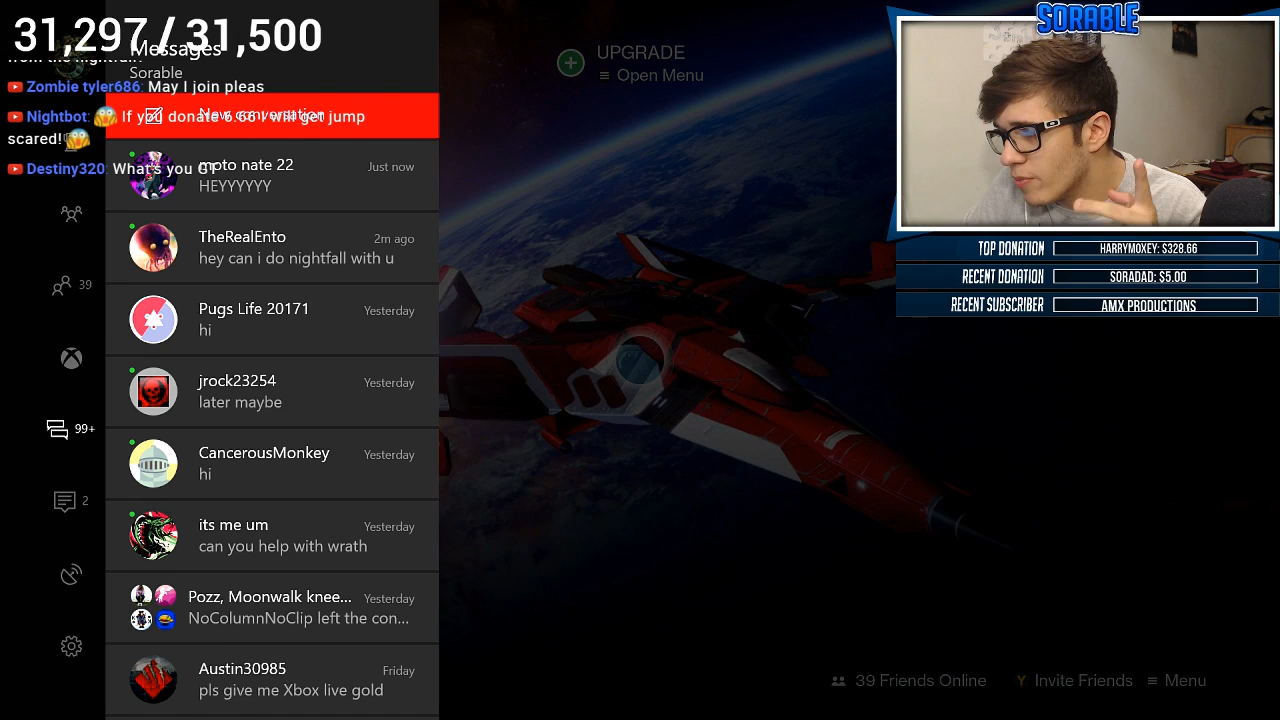 31,297 / 31,500
Messages
Sorable
Zombie tyler686: May I join pleas
New conversation
Nightbot: 😱 If you donate 6.66 I will get jump
scared! 😱
Destiny320: What's you GT
moto nate 22
Just now
HEYYYYYY
TheRealEnto
2m ago
hey can i do nightfall with u
39
Pugs Life 20171
Yesterday
hi
jrock23254
Yesterday
later maybe
99+
CancerousMonkey
Yesterday
hi
2
its me um
Yesterday
can you help with wrath
Pozz, Moonwalk knee...
Yesterday
NoColumnNoClip left the con...
Austin30985
Friday
pls give me Xbox live gold
UPGRADE
Open Menu
SORABLE
TOP DONATION HARRYMOXEY: $328.66
RECENT DONATION SORADAD: $5.00
RECENT SUBSCRIBER AMX PRODUCTIONS
39 Friends Online Y Invite Friends Menu